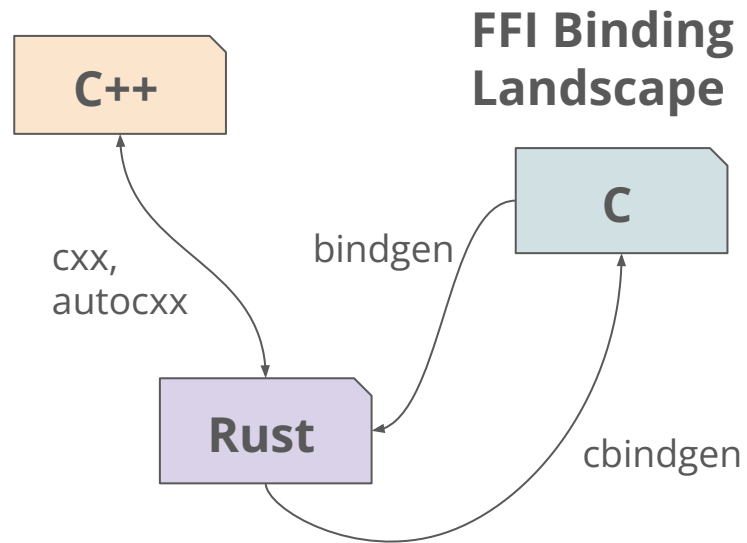 FFI Binding
Landscape
C++
C
bindgen
cxx,
autocxx
Rust
cbindgen